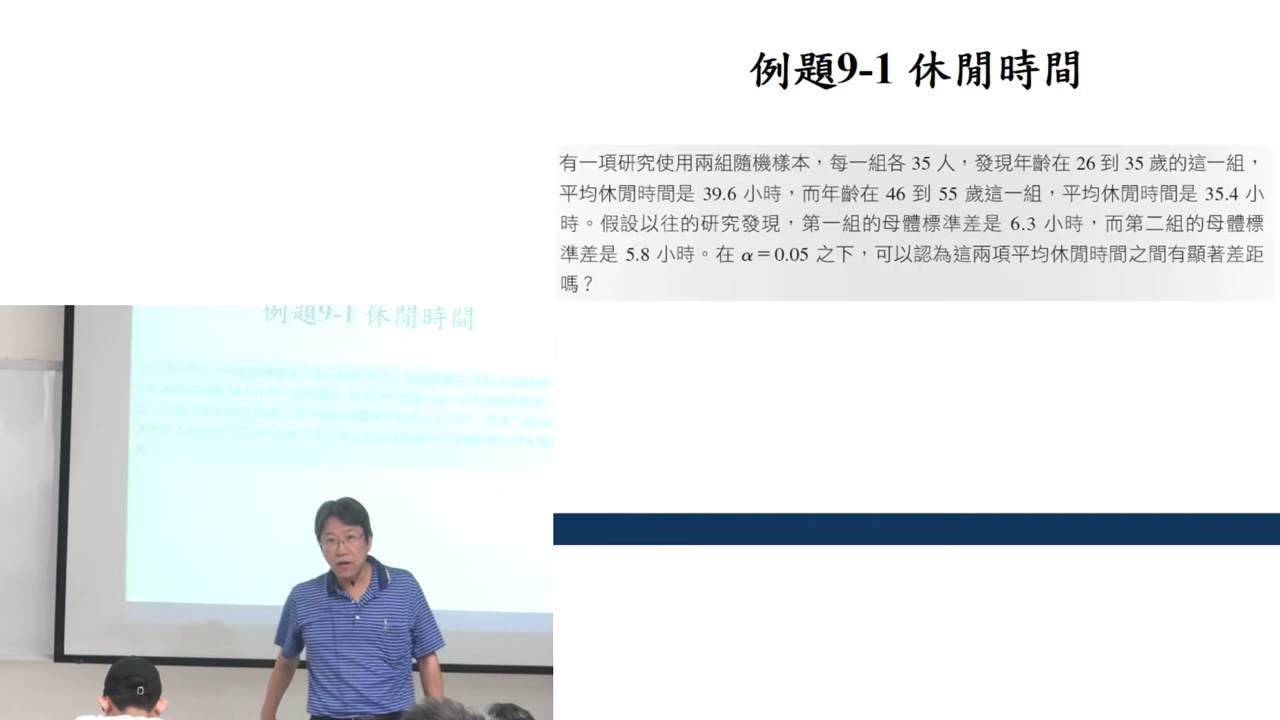 例題9-1 休閒時間
有一項研究使用兩組隨機樣本，每一組各 35 人，發現年齡在 26 到 35 歲的這一組，
平均休閒時間是 39.6 小時，而年齡在 46 到 55 歲這一組，平均休閒時間是 35.4 小
時。假設以往的研究發現，第一組的母體標準差是 6.3 小時，而第二組的母體標
準差是 5.8 小時。在 α＝0.05 之下，可以認為這兩項平均休閒時間之間有顯著差距
嗎？
例題9-1 休閒時間